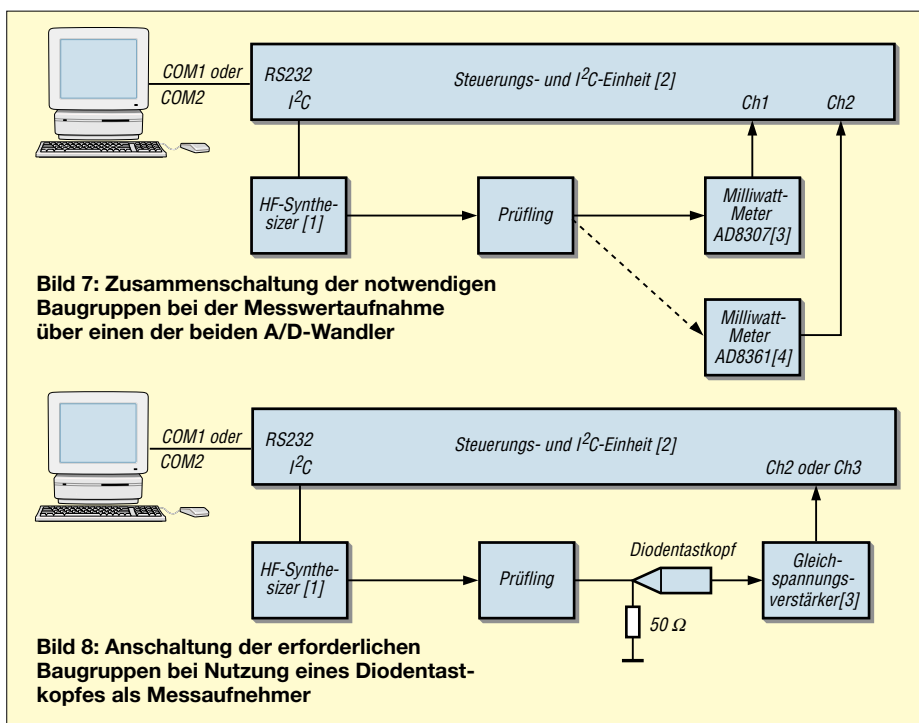 COM1 oder
COM2
RS232
I²C
Steuerungs- und I²C-Einheit [2]
Ch1
Ch2
HF-Synthe-
sizer [1]
Prüfling
Milliwatt-
Meter
AD8307[3]
Milliwatt-
Meter
AD8361[4]
Bild 7: Zusammenschaltung der notwendigen
Baugruppen bei der Messwertaufnahme
über einen der beiden A/D-Wandler
COM1 oder
COM2
RS232
I²C
Steuerungs- und I²C-Einheit [2]
Ch2 oder Ch3
HF-Synthe-
sizer [1]
Prüfling
Diodentastkopf
50 Ω
Gleich-
spannungs-
verstärker[3]
Bild 8: Anschaltung der erforderlichen
Baugruppen bei Nutzung eines Diodentast-
kopfes als Messaufnehmer